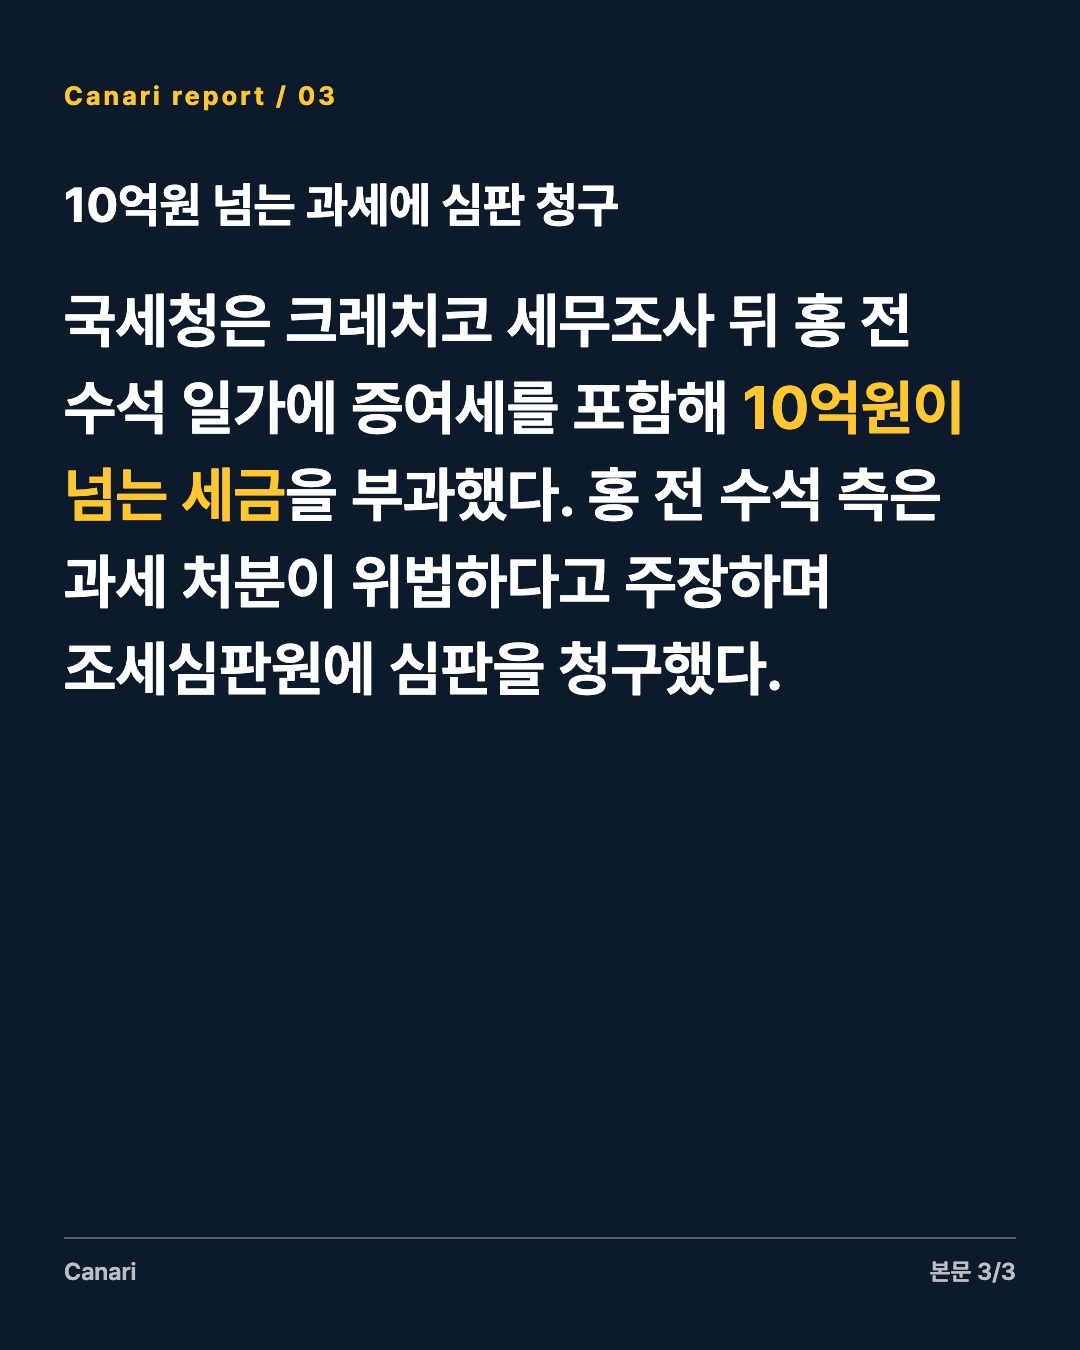 Canari report / 03
10억원 넘는 과세에 심판 청구
국세청은 크레치코 세무조사 뒤 홍 전
수석 일가에 증여세를 포함해 10억원이
넘는 세금을 부과했다. 홍 전 수석 측은
과세 처분이 위법하다고 주장하며
조세심판원에 심판을 청구했다.
Canari
본문 3/3